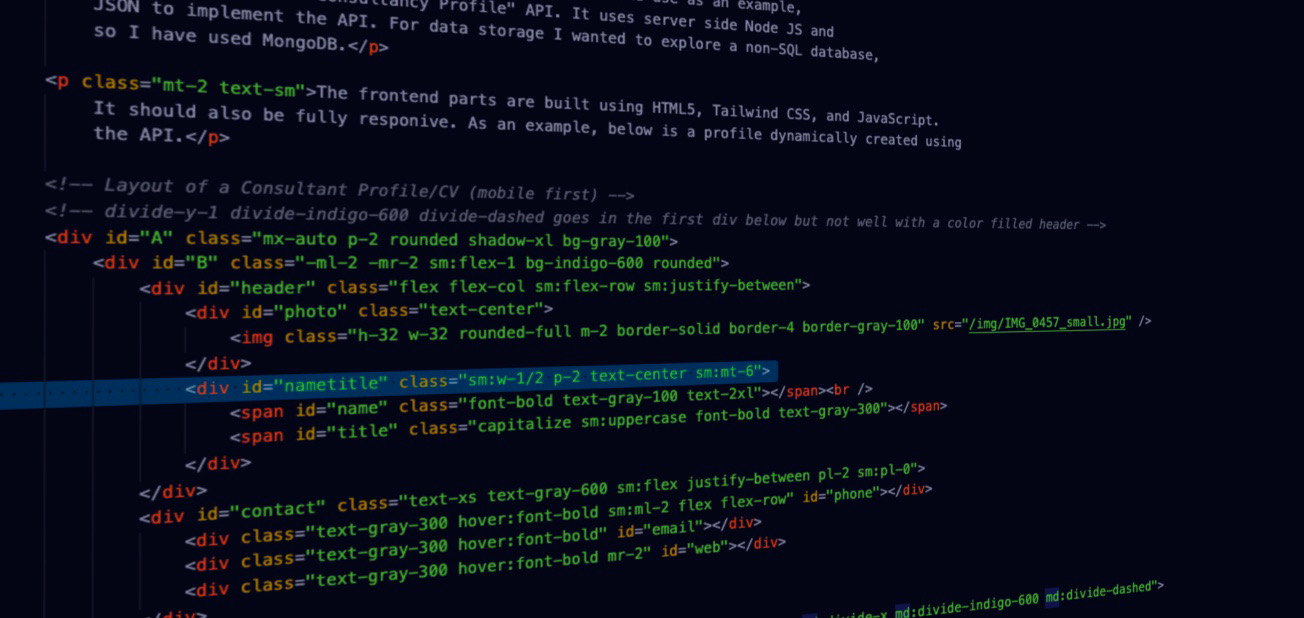 use as an example,
Consultancy Profile" API. It uses server side Node JS and
JSON to implement the API. For data storage I wanted to explore a non-SQL database,
so I have used MongoDB.</p>
<p class="mt-2 text-sm">The frontend parts are built using HTML5, Tailwind CSS, and JavaScript.
It should also be fully responive. As an example, below is a profile dynamically created using
the API.</p>
<!-- Layout of a Consultant Profile/CV (mobile first) -->
<!-- divide-y-1 divide-indigo-600 divide-dashed goes in the first div below but not well with a color filled header -->
<div id="A" class="mx-auto p-2 rounded shadow-xl bg-gray-100">
<div id="B" class="-ml-2 -mr-2 sm:flex-1 bg-indigo-600 rounded">
<div id="header" class="flex flex-col sm:flex-row sm:justify-between">
<div id="photo" class="text-center">
<img class="h-32 w-32 rounded-full m-2 border-solid border-4 border-gray-100" src="/img/IMG_0457_small.jpg" />
</div>
<div id="nametitle" class="sm:w-1/2 p-2 text-center sm:mt-6">
<span id="name" class="font-bold text-gray-100 text-2xl"></span><br />
<span id="title" class="capitalize sm:uppercase font-bold text-gray-300"></span>
</div>
</div>
<div id="contact" class="text-xs text-gray-600 sm:flex justify-between pl-2 sm:pl-0">
<div class="text-gray-300 hover:font-bold sm:ml-2 flex flex-row" id="phone"></div>
<div class="text-gray-300 hover:font-bold" id="email"></div>
<div class="text-gray-300 hover:font-bold mr-2" id="web"></div>
</div>
md:divide-x md:divide-indigo-600 md:divide-dashed">